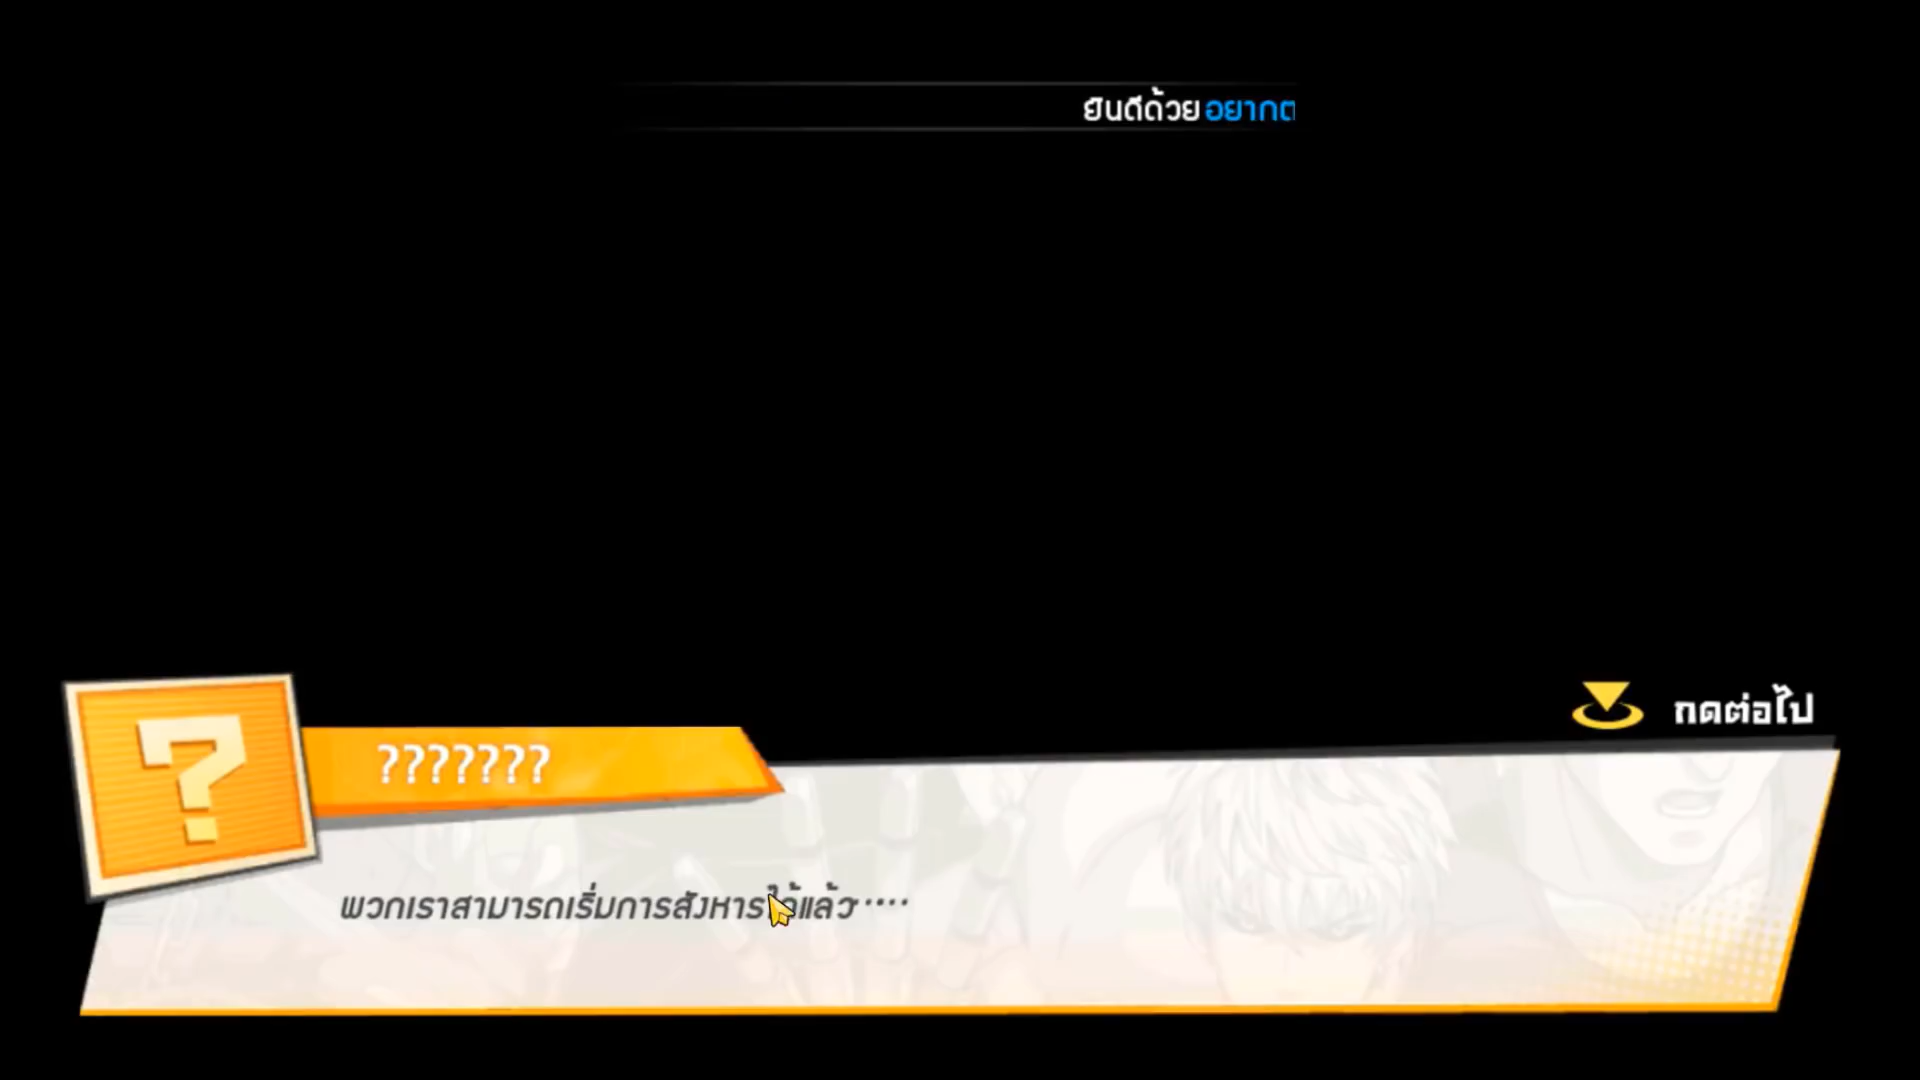 ยินดีด้วย อยากต
กดต่อไป
???????
พวกเราสามารถเริ่มการสังหารได้แล้ว·····